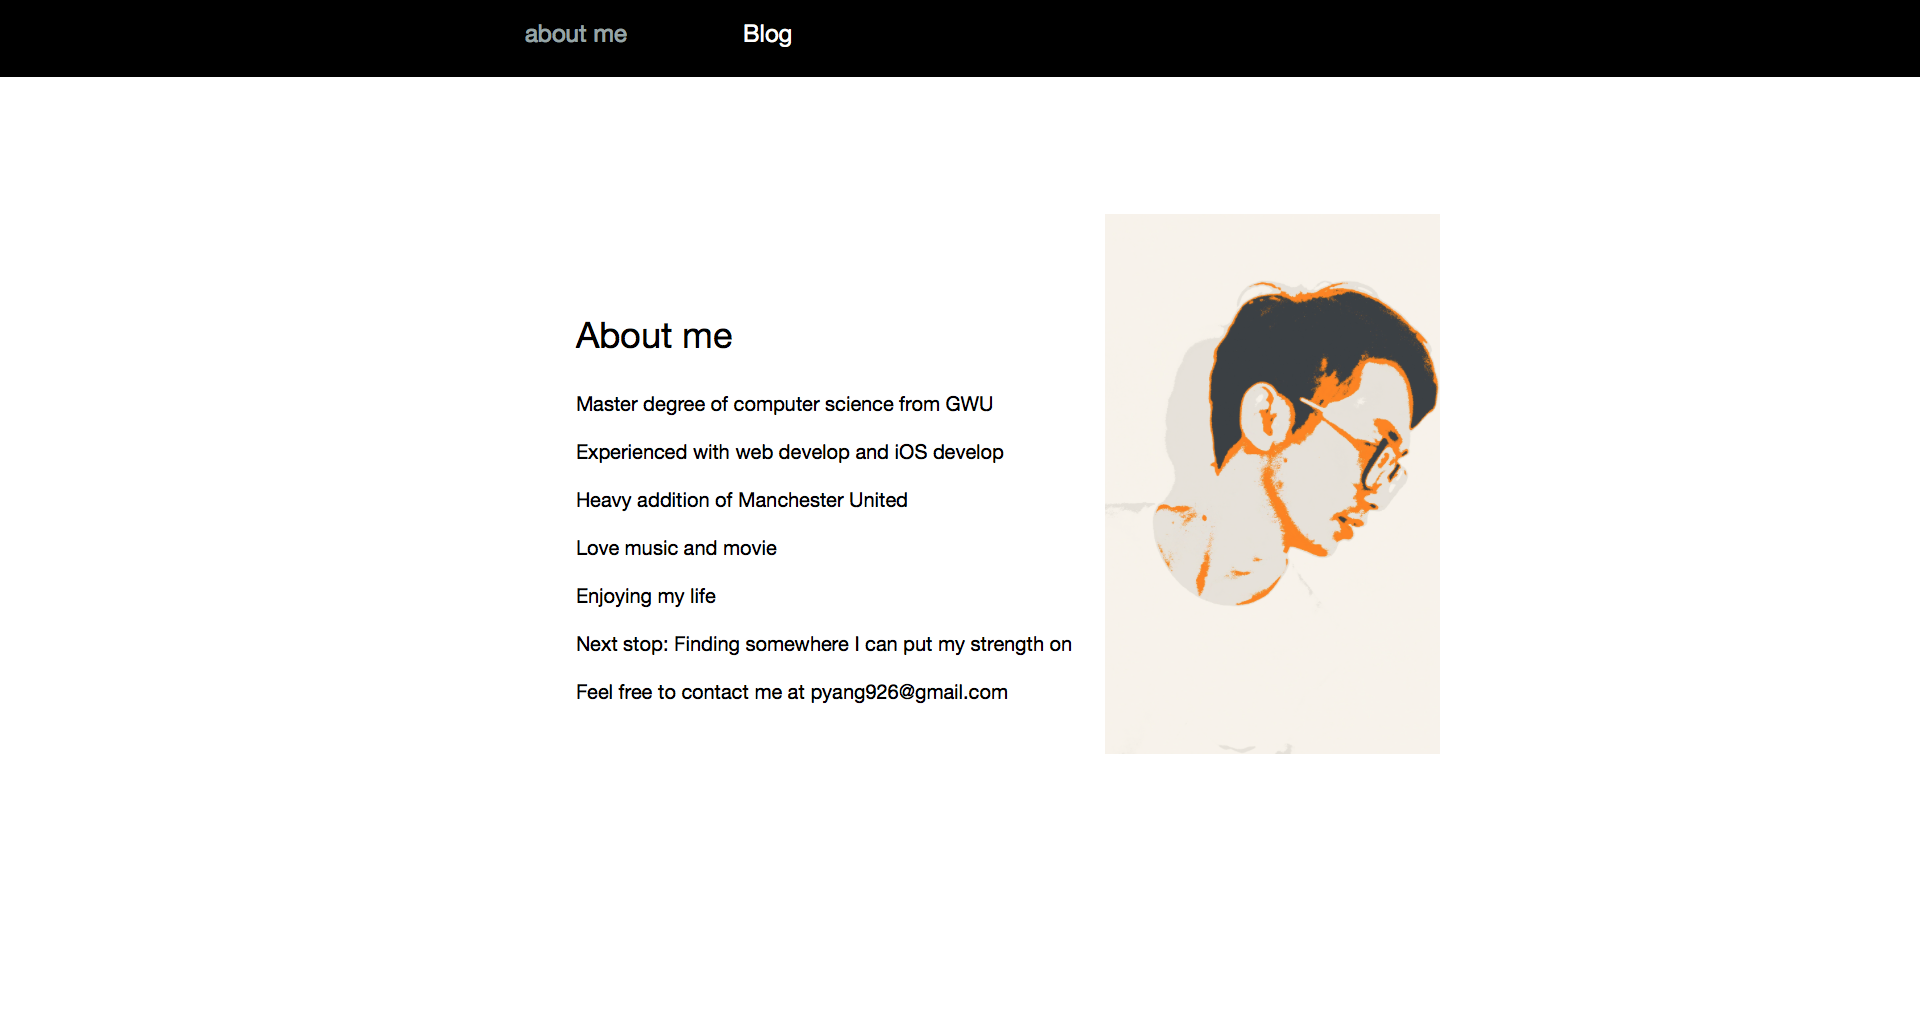 about me Blog
About me
Master degree of computer science from GWU
Experienced with web develop and iOS develop
Heavy addition of Manchester United
Love music and movie
Enjoying my life
Next stop: Finding somewhere I can put my strength on
Feel free to contact me at pyang926@gmail.com